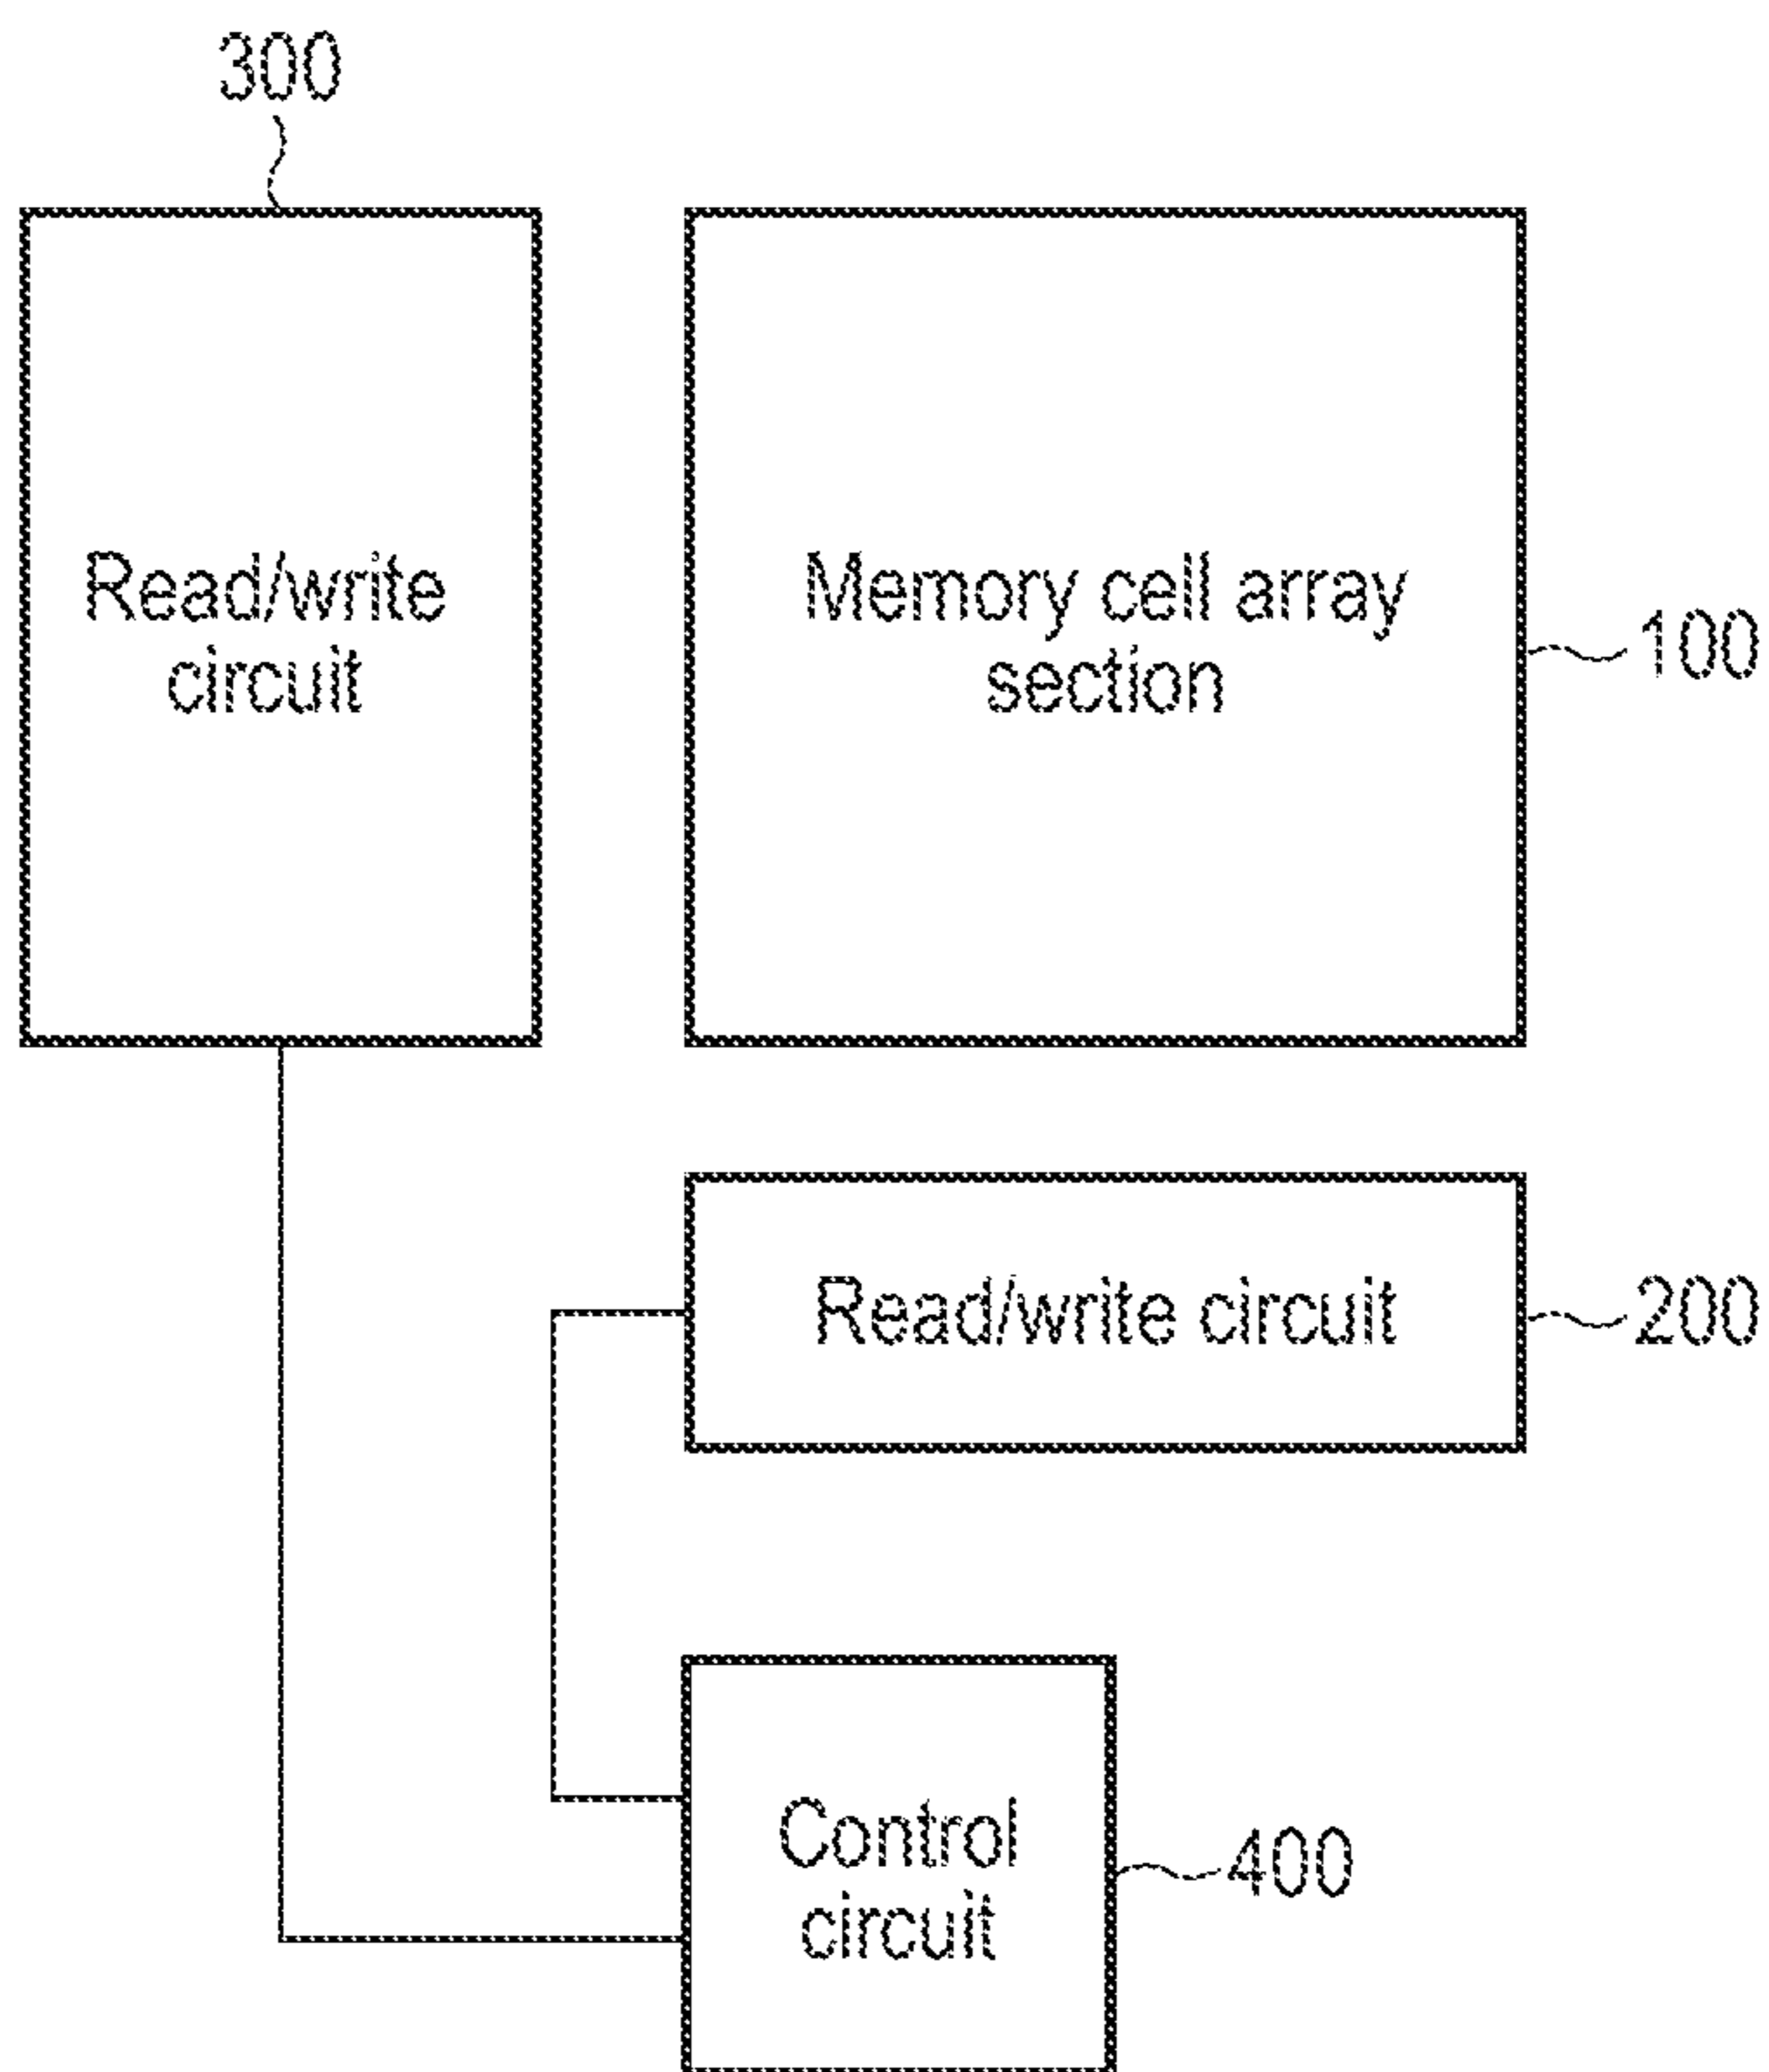 300
Read/write
circuit
Memory cell array
section
100
Read/write circuit
200
Control
circuit
400